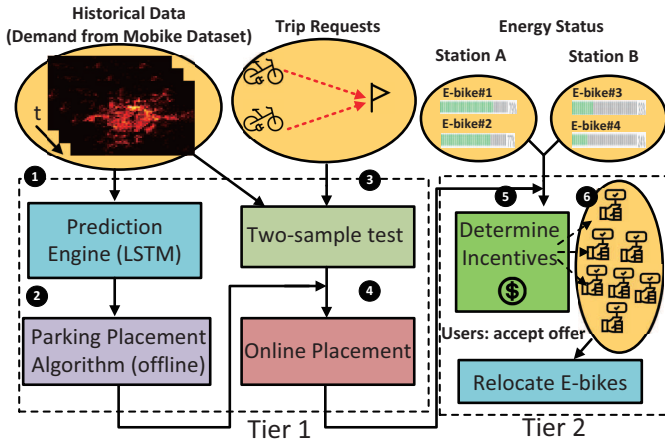 Historical Data
(Demand from Mobike Dataset)
Trip Requests
Energy Status
Station A
Station B
t
E-bike#1
E-bike#2
E-bike#3
E-bike#4
1
3
5
6
Prediction
Engine (LSTM)
Two-sample test
Determine
Incentives
$
2
4
Parking Placement
Algorithm (offline)
Online Placement
Users: accept offer
Relocate E-bikes
Tier 1
Tier 2